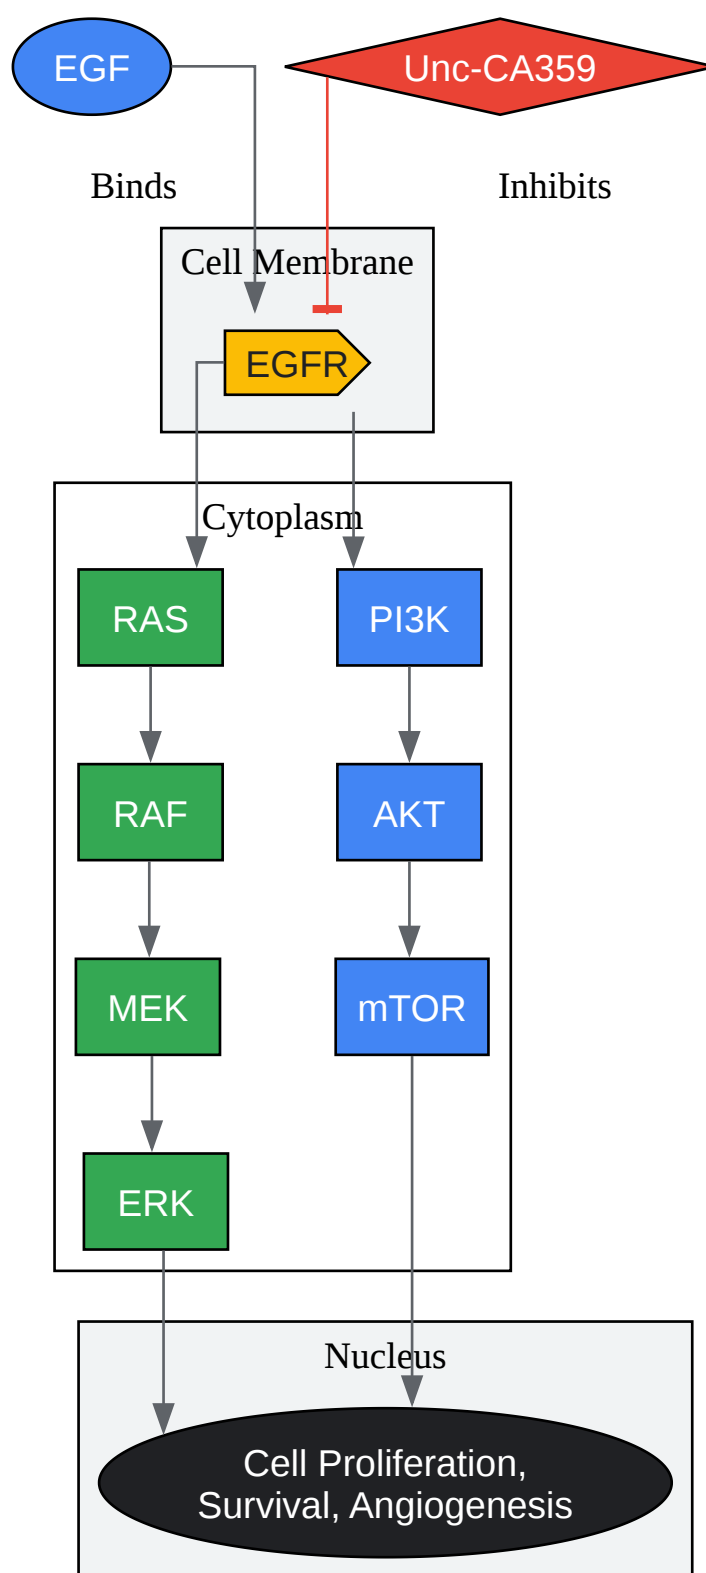 EGF
Unc-CA359
Binds
Inhibits
Cell Membrane
EGFR
Cytoplasm
RAS
PI3K
RAF
AKT
MEK
mTOR
ERK
Nucleus
Cell Proliferation,
Survival, Angiogenesis